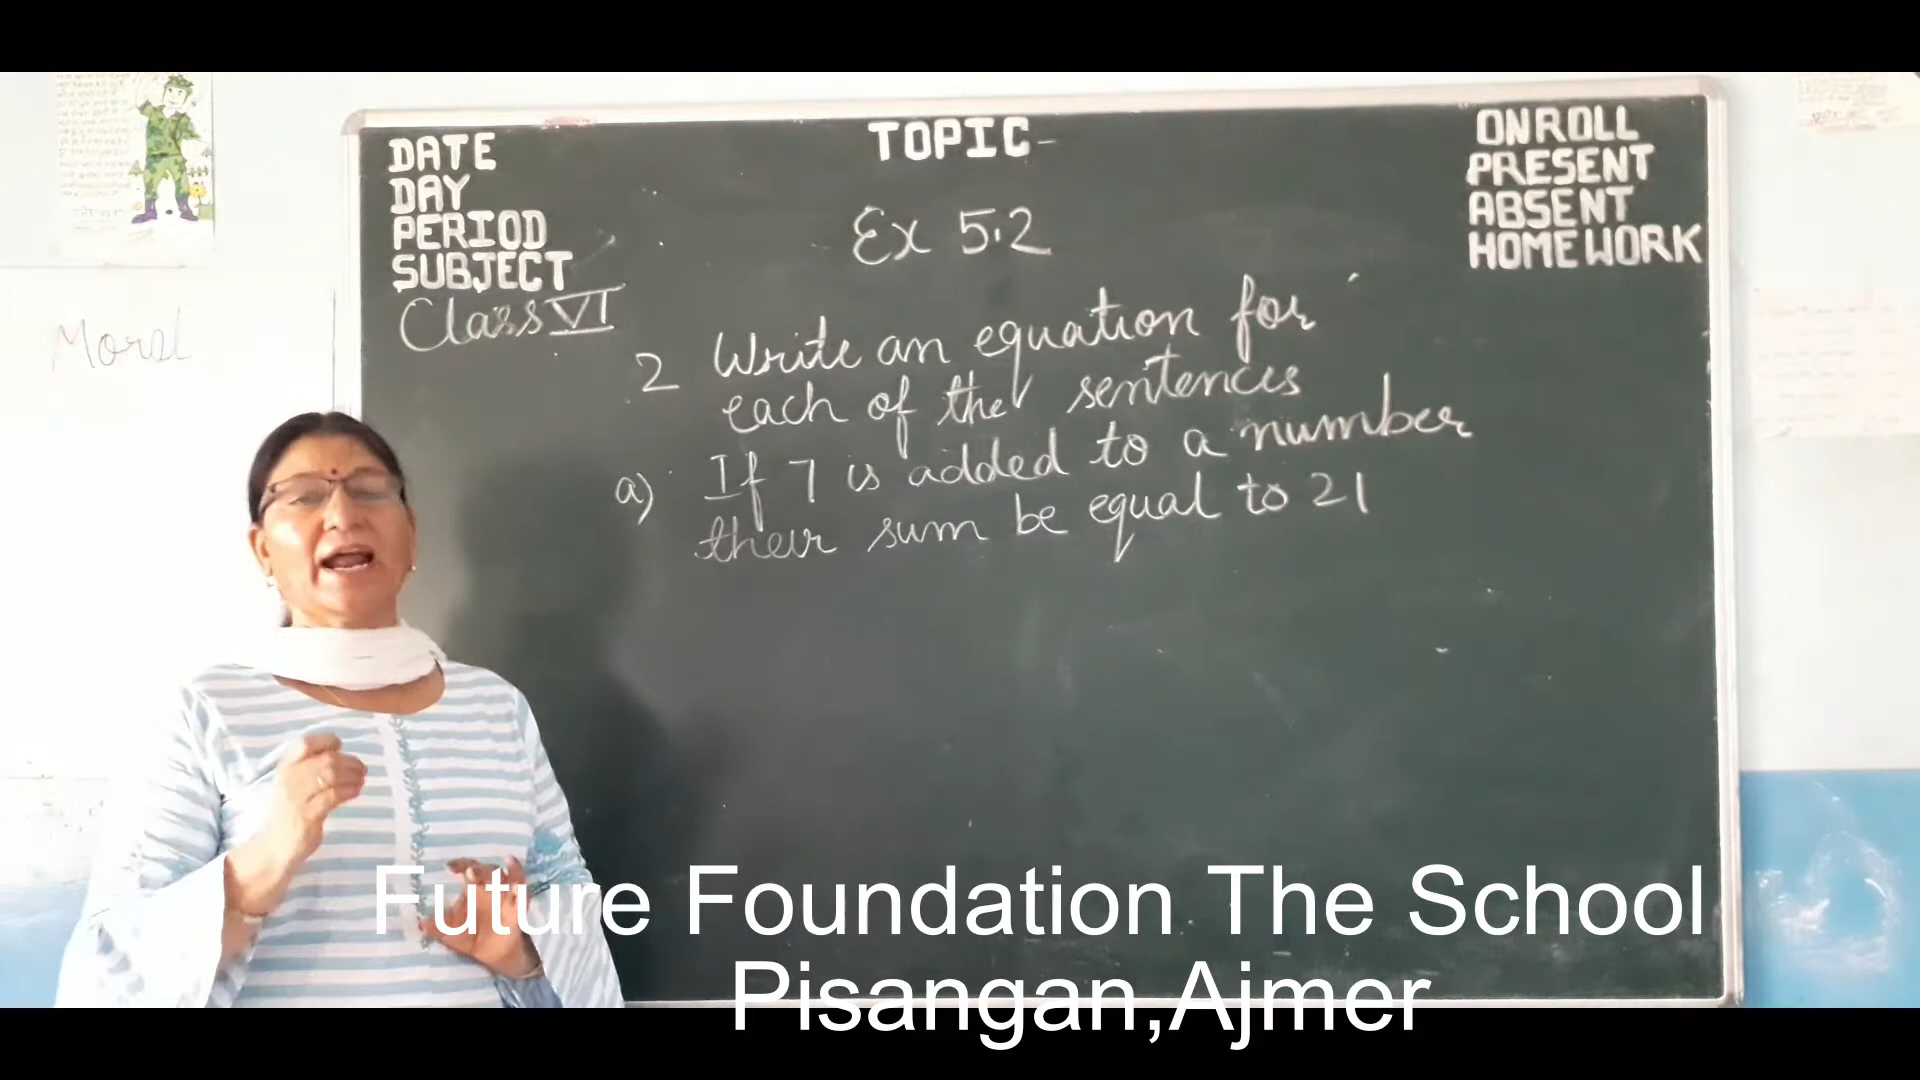 DATE
DAY
PERIOD
SUBJECT
Class VI
TOPIC-
Ex 5.2
ONROLL
PRESENT
ABSENT
HOMEWORK
2 Write an equation for
each of the sentences
a) If 7 is added to a number
their sum be equal to 21
Moral
Future Foundation The School
Pisangan,Ajmer